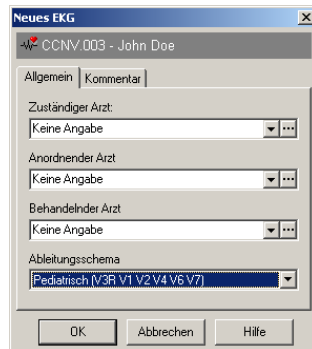 Neues EKG
CCNV.003 - John Doe
Allgemein Kommentar
Zuständiger Arzt:
Keine Angabe
Anordnender Arzt
Keine Angabe
Behandelnder Arzt
Keine Angabe
Ableitungsschema
Pediatrisch (V3R V1 V2 V4 V6 V7)
OK Abbrechen Hilfe